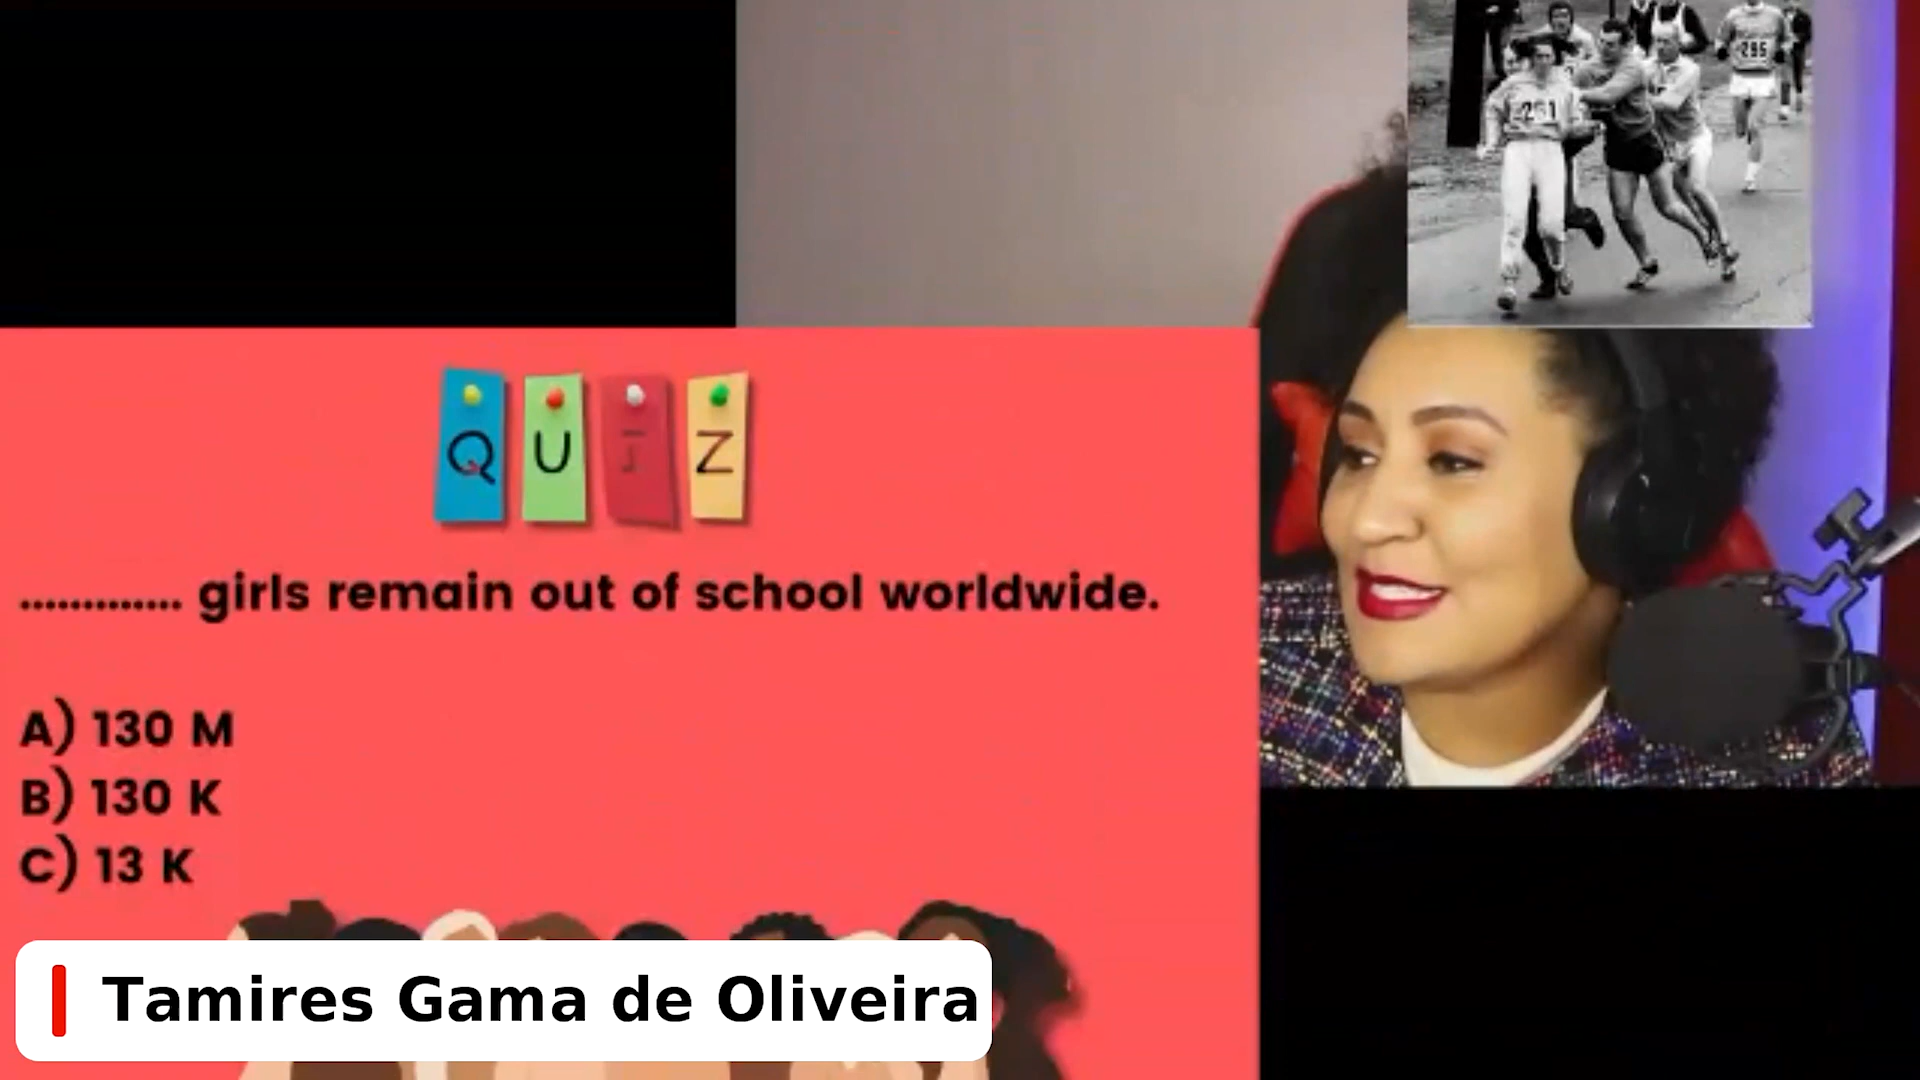 261
295
QUIZ
............. girls remain out of school worldwide.
A) 130 M
B) 130 K
C) 13 K
Tamires Gama de Oliveira